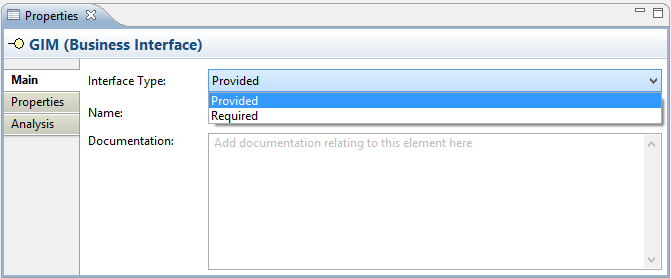 Properties
GIM (Business Interface)
Main
Interface Type:
Provided
Provided
Required
Properties
Name:
Analysis
Documentation:
Add documentation relating to this element here